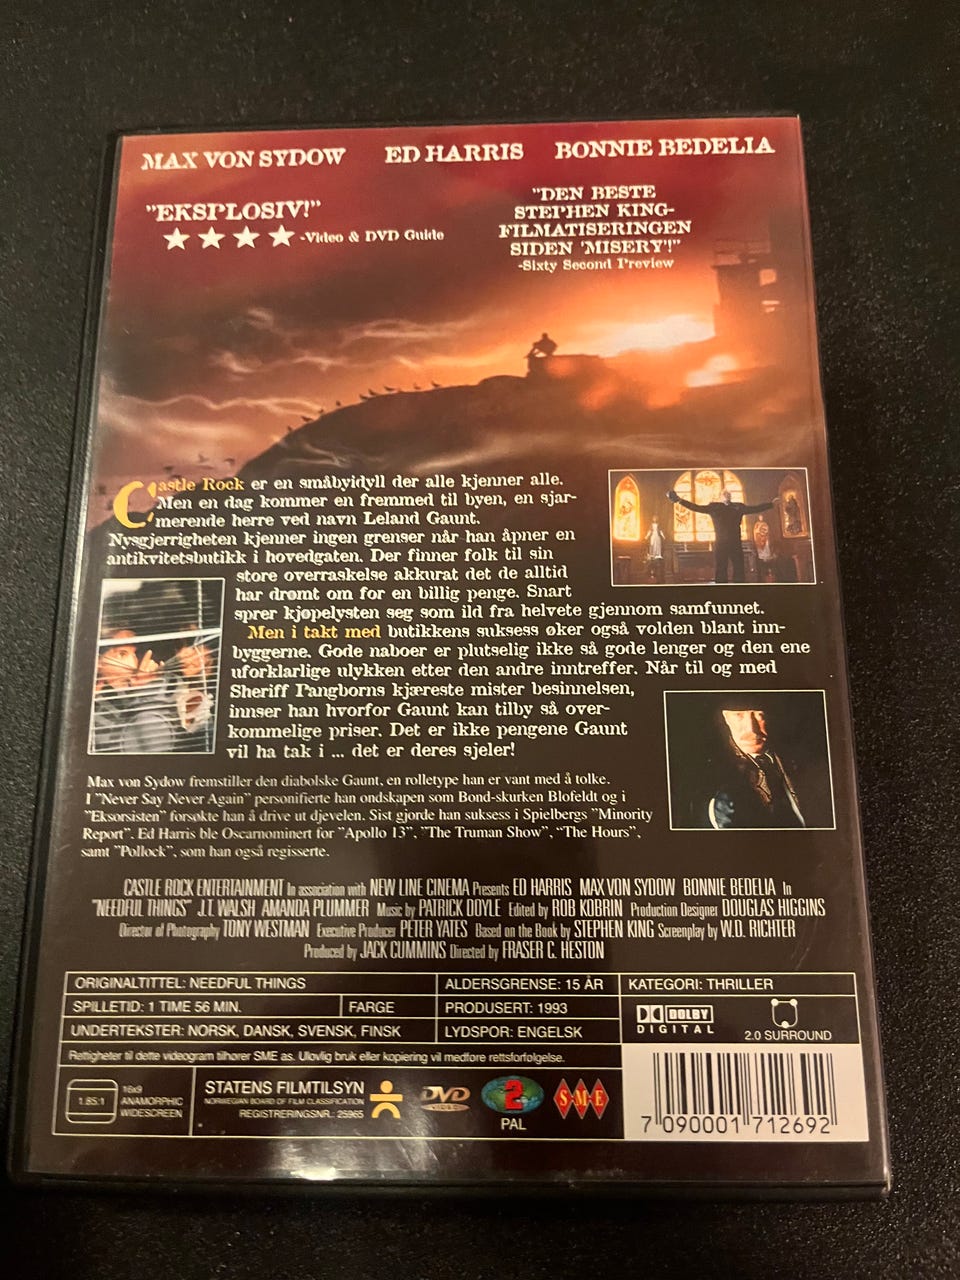 MAX VON SYDOW ED HARRIS BONNIE BEDELIA
"EKSPLOSIV!"
-Video & DVD Guide
"DEN BESTE
STEPHEN KING-
FILMATISERINGEN
SIDEN 'MISERY'!"
-Sixty Second Preview
Castle Rock er en småbyidyll der alle kjenner alle.
Men en dag kommer en fremmed til byen, en sjar-
merende herre ved navn Leland Gaunt.
Nysgjerrigheten kjenner ingen grenser når han åpner en
antikvitetsbutikk i hovedgaten. Der finner folk til sin
store overraskelse akkurat det de alltid
har drømt om for en billig penge. Snart
sprer kjøpelysten seg som ild fra helvete gjennom samfunnet.
Men i takt med butikkens suksess øker også volden blant inn-
byggerne. Gode naboer er plutselig ikke så gode lenger og den ene
uforklarlige ulykken etter den andre inntreffer. Når til og med
Sheriff Pangborns kjæreste mister besinnelsen,
innser han hvorfor Gaunt kan tilby så over-
kommelige priser. Det er ikke pengene Gaunt
vil ha tak i ... det er deres sjeler!
Max von Sydow fremstiller den diabolske Gaunt, en rolletype han er vant med å tolke.
I "Never Say Never Again" personifierte han ondskapen som Bond-skurken Blofeldt og i
"Eksorsisten" forsøkte han å drive ut djevelen. Sist gjorde han suksess i Spielbergs "Minority
Report". Ed Harris ble Oscarnominert for "Apollo 13", "The Truman Show", "The Hours",
samt "Pollock", som han også regisserte.
CASTLE ROCK ENTERTAINMENT In association with NEW LINE CINEMA Presents ED HARRIS MAX VON SYDOW BONNIE BEDELIA In
"NEEDFUL THINGS" J.T. WALSH AMANDA PLUMMER Music by PATRICK DOYLE Edited by ROB KOBRIN Production Designer DOUGLAS HIGGINS
Director of Photography TONY WESTMAN Executive Producer PETER YATES Based on the Book by STEPHEN KING Screenplay by W.D. RICHTER
Produced by JACK CUMMINS Directed by FRASER C. HESTON
ORIGINALTITTEL: NEEDFUL THINGS ALDERSGRENSE: 15 ÅR KATEGORI: THRILLER
SPILLETID: 1 TIME 56 MIN. FARGE PRODUSERT: 1993
UNDERTEKSTER: NORSK, DANSK, SVENSK, FINSK LYDSPOR: ENGELSK
DOLBY
DIGITAL
2.0 SURROUND
Rettigheter til dette videogram tilhører SME as. Ulovlig bruk eller kopiering vil medføre rettsforfølgelse.
1.85:1
16x9
ANAMORPHIC
WIDESCREEN
STATENS FILMTILSYN
NORWEGIAN BOARD OF FILM CLASSIFICATION
REGISTRERINGSNR.: 25965
DVD
VIDEO
2
PAL
SME
7 090001 712692